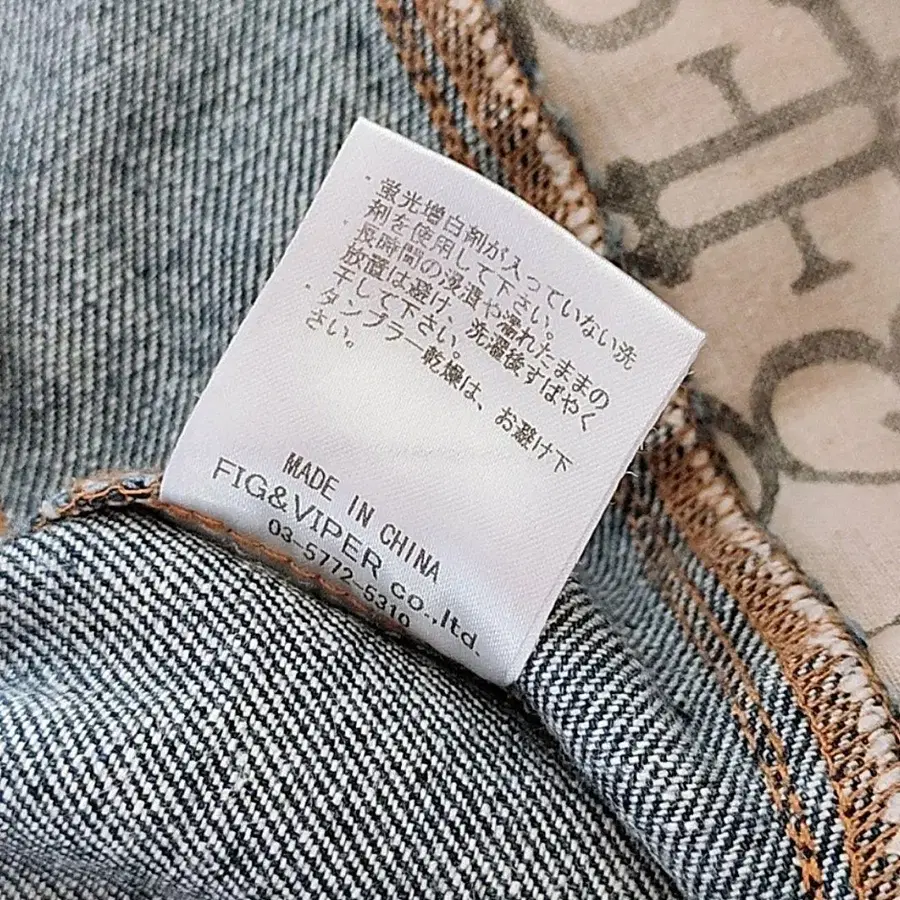 ・蛍光増白剤が入っていない洗
剤を使用して下さい。
・長時間の浸漬や濡れたままの
放置は避け、洗濯後すばやく
干して下さい。
・タンブラー乾燥は、お避け下
さい。
MADE IN CHINA
FIG&VIPER co.,ltd.
03-5772-5310